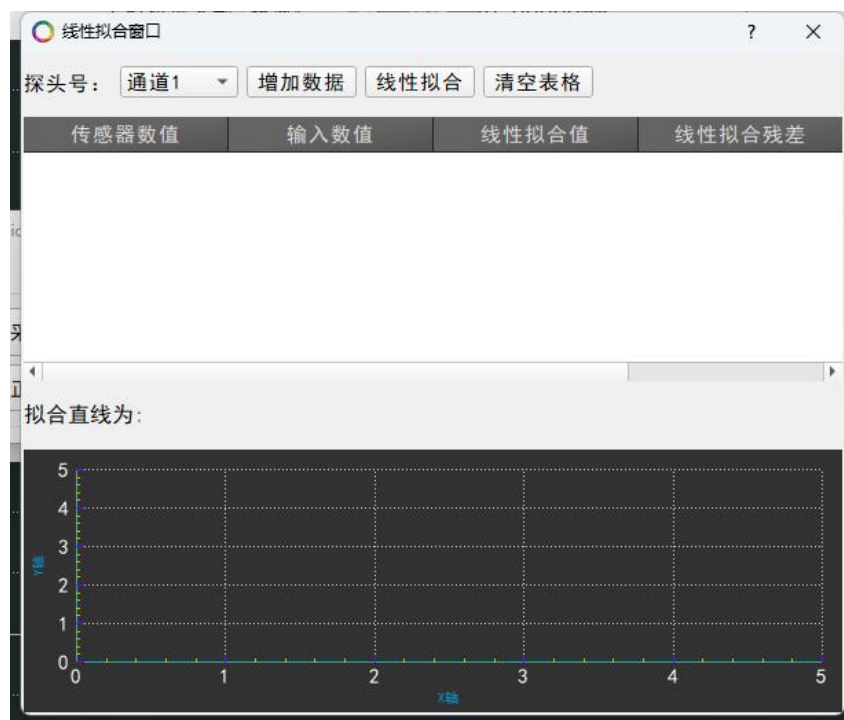 线性拟合窗口
?
探头号：
通道1
增加数据
线性拟合
清空表格
传感器数值
输入数值
线性拟合值
线性拟合残差
拟合直线为:
5
4
3
2
1
0
Y轴
0
1
2
3
4
5
X轴